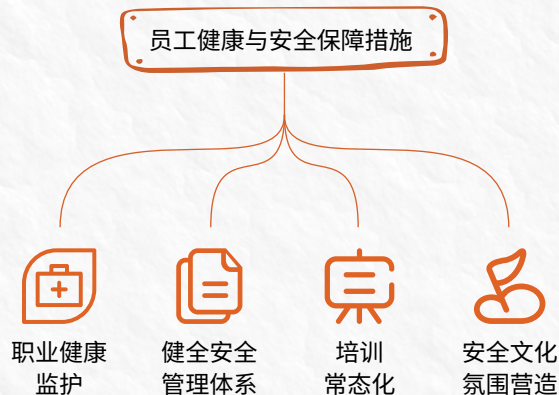 员工健康与安全保障措施
职业健康
监护
健全安全
管理体系
培训
常态化
安全文化
氛围营造